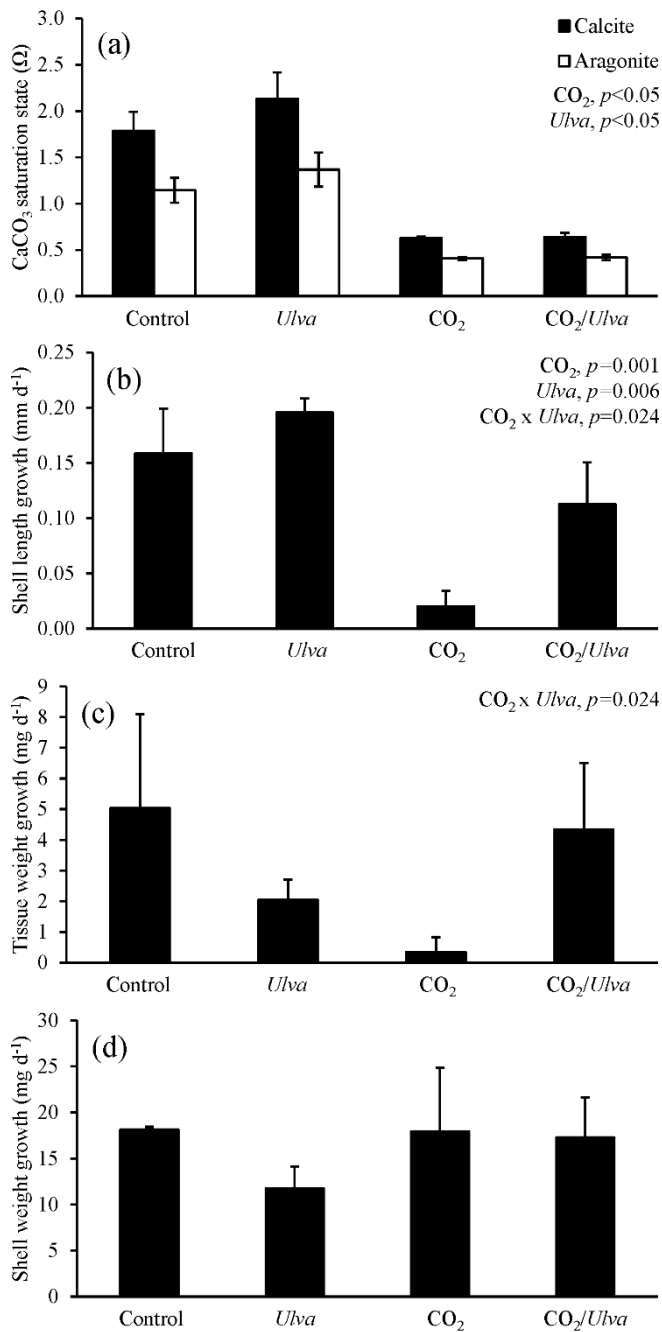 (a)
CaCO₃ saturation state (Ω)
3.0
2.5
2.0
1.5
1.0
0.5
0.0
Calcite
Aragonite
CO₂, p<0.05
Ulva, p<0.05
Control Ulva CO₂ CO₂/Ulva
(b)
Shell length growth (mm d⁻¹)
0.25
0.20
0.15
0.10
0.05
0.00
CO₂, p=0.001
Ulva, p=0.006
CO₂ x Ulva, p=0.024
Control Ulva CO₂ CO₂/Ulva
(c)
Tissue weight growth (mg d⁻¹)
9
8
7
6
5
4
3
2
1
0
CO₂ x Ulva, p=0.024
Control Ulva CO₂ CO₂/Ulva
(d)
Shell weight growth (mg d⁻¹)
30
25
20
15
10
5
0
Control Ulva CO₂ CO₂/Ulva